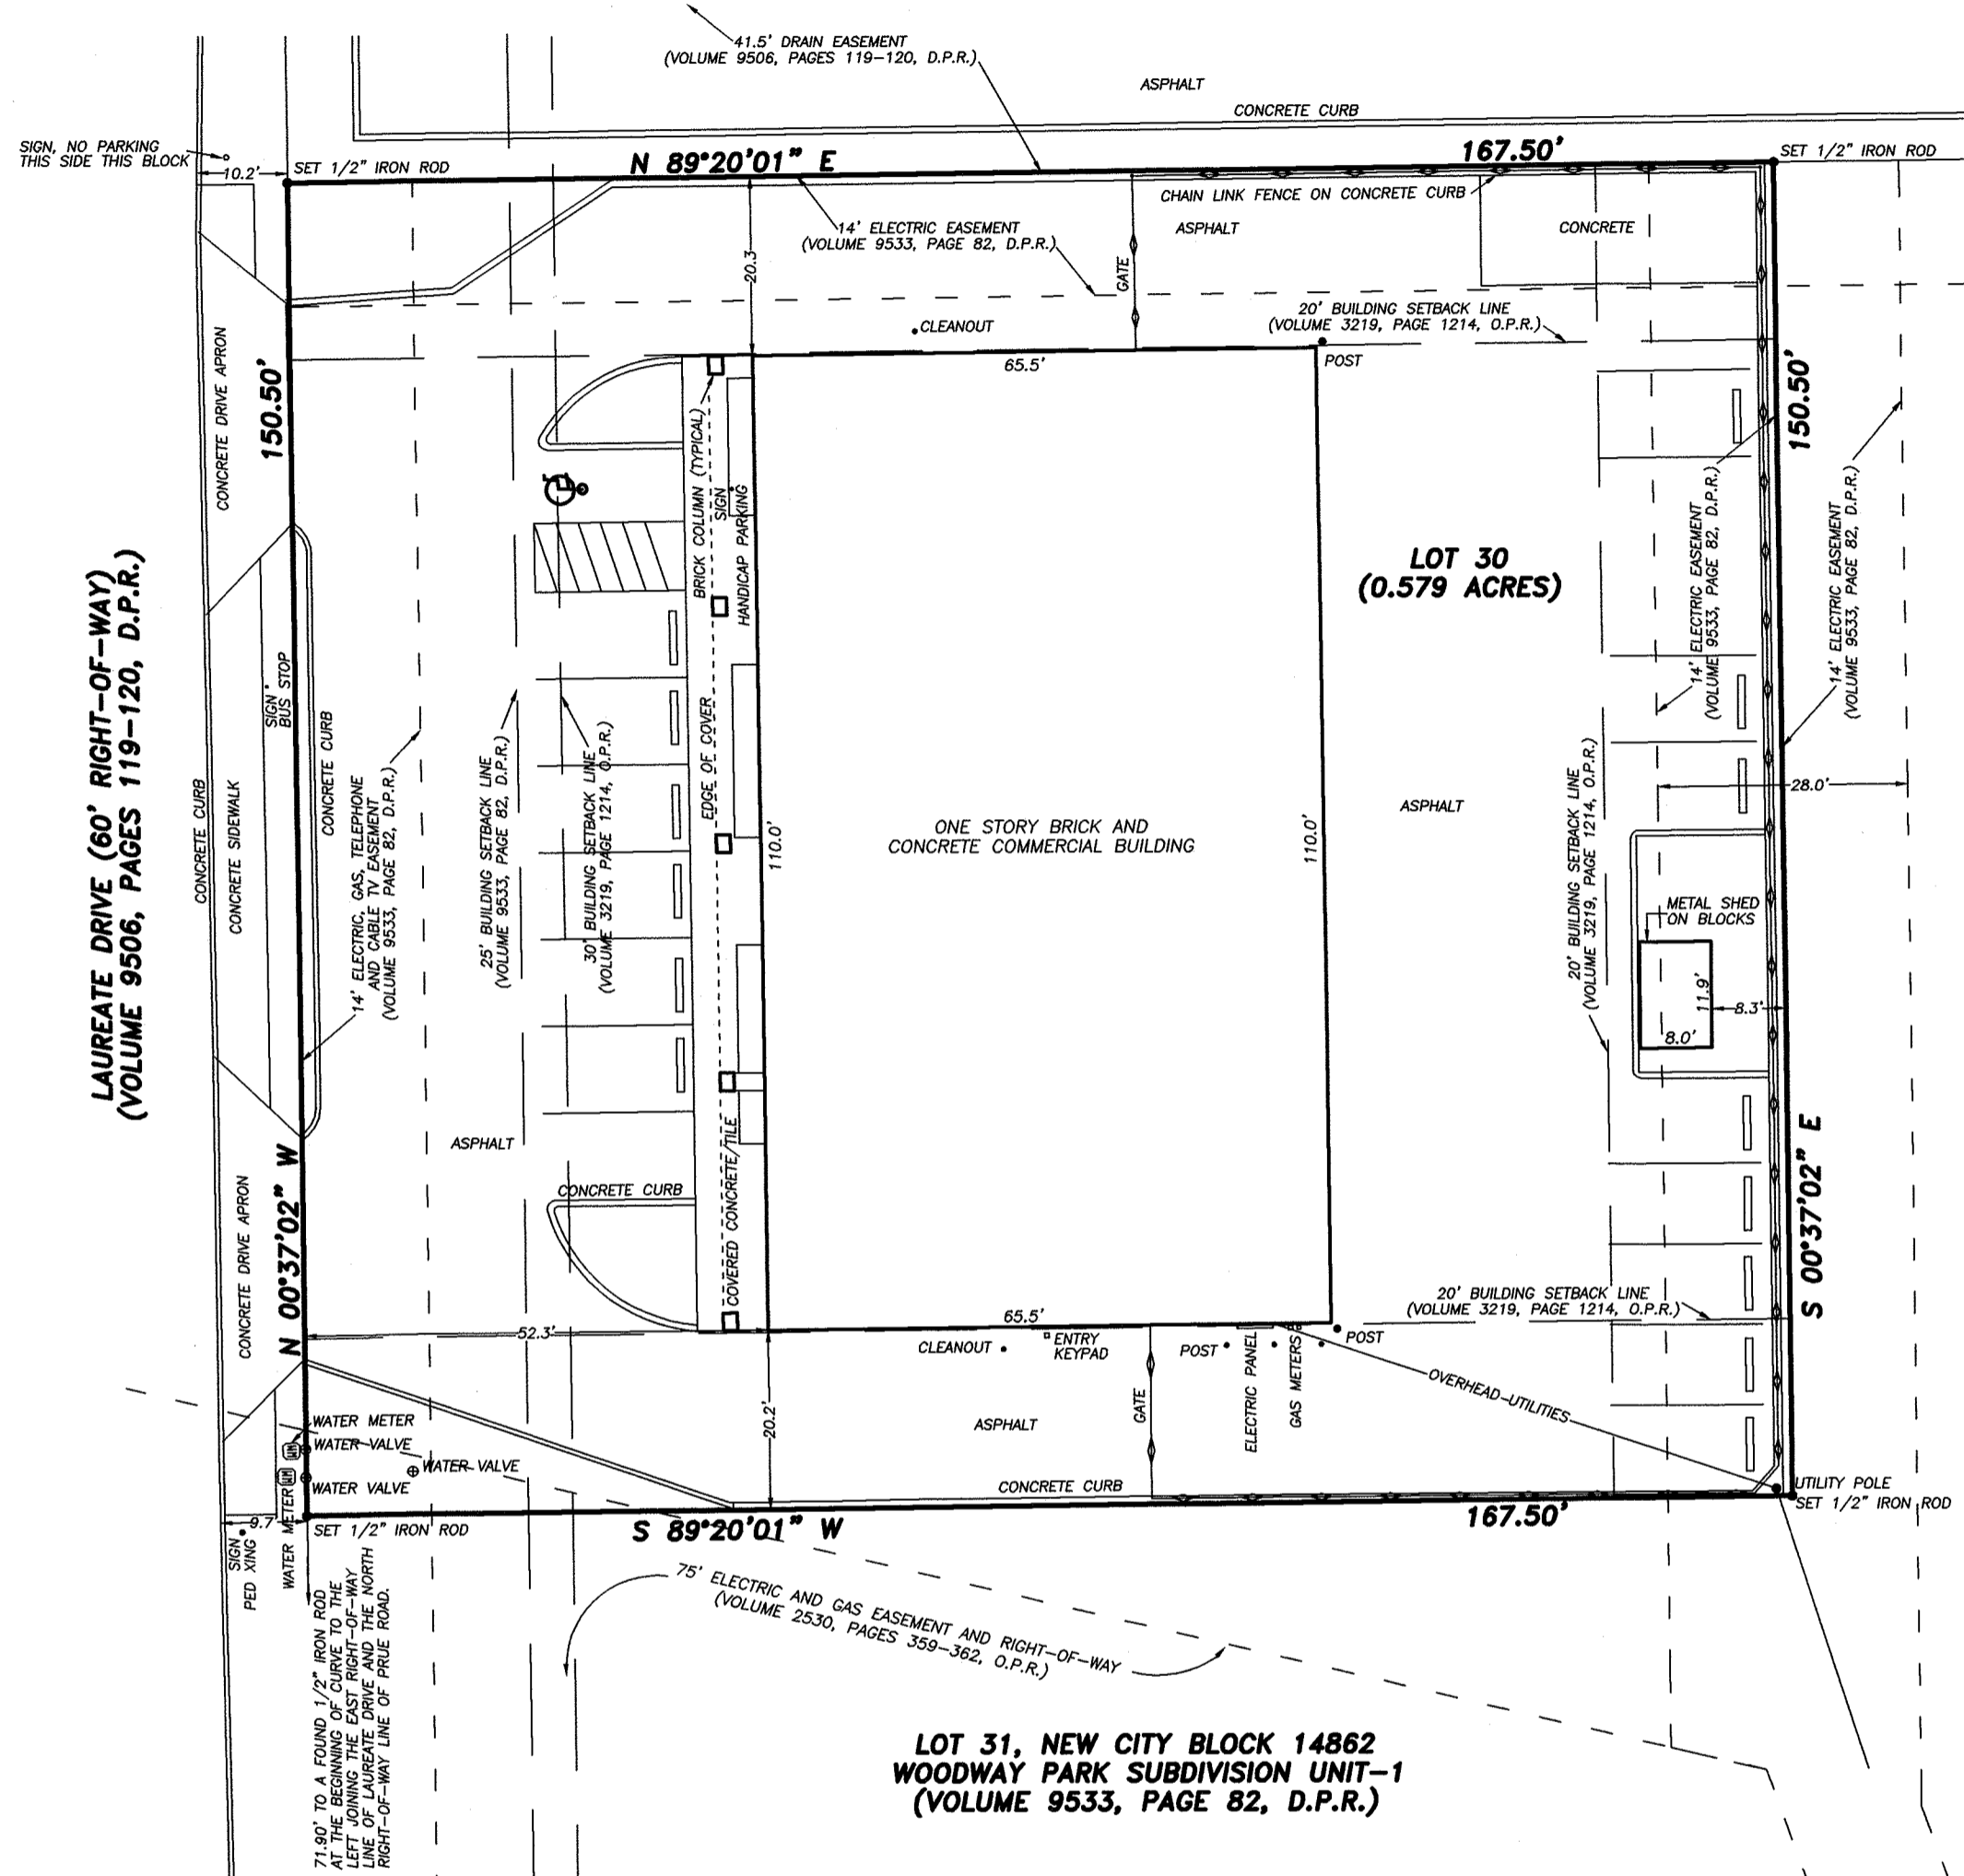 41.5' DRAIN EASEMENT
(VOLUME 9506, PAGES 119-120, D.P.R.)
ASPHALT
CONCRETE CURB
SIGN, NO PARKING
THIS SIDE THIS BLOCK
10.2'
SET 1/2" IRON ROD
N 89°20'01" E
167.50'
SET 1/2" IRON ROD
CHAIN LINK FENCE ON CONCRETE CURB
14' ELECTRIC EASEMENT
(VOLUME 9533, PAGE 82, D.P.R.)
ASPHALT
CONCRETE
20.3'
GATE
20' BUILDING SETBACK LINE
(VOLUME 3219, PAGE 1214, O.P.R.)
CLEANOUT
65.5'
POST
CONCRETE DRIVE APRON
150.50'
BRICK COLUMN (TYPICAL)
SIGN
HANDICAP PARKING
150.50'
LOT 30
(0.579 ACRES)
14' ELECTRIC EASEMENT
(VOLUME 9533, PAGE 82, D.P.R.)
14' ELECTRIC EASEMENT
(VOLUME 9533, PAGE 82, D.P.R.)
LAUREATE DRIVE (60' RIGHT-OF-WAY)
(VOLUME 9506, PAGES 119-120, D.P.R.)
CONCRETE CURB
CONCRETE SIDEWALK
SIGN
BUS STOP
CONCRETE CURB
14' ELECTRIC, GAS, TELEPHONE
AND CABLE TV EASEMENT
(VOLUME 9533, PAGE 82, D.P.R.)
25' BUILDING SETBACK LINE
(VOLUME 9533, PAGE 82, D.P.R.)
30' BUILDING SETBACK LINE
(VOLUME 3219, PAGE 1214, O.P.R.)
EDGE OF COVER
110.0'
ONE STORY BRICK AND
CONCRETE COMMERCIAL BUILDING
110.0'
ASPHALT
20' BUILDING SETBACK LINE
(VOLUME 3219, PAGE 1214, O.P.R.)
28.0'
METAL SHED
ON BLOCKS
11.9'
8.3'
8.0'
ASPHALT
CONCRETE CURB
COVERED CONCRETE/TILE
CONCRETE DRIVE APRON
N 00°37'02" W
S 00°37'02" E
20' BUILDING SETBACK LINE
(VOLUME 3219, PAGE 1214, O.P.R.)
52.3'
65.5'
CLEANOUT
ENTRY
KEYPAD
POST
ELECTRIC PANEL
GAS METERS
POST
OVERHEAD UTILITIES
20.2'
ASPHALT
GATE
WATER METER
WM
WATER VALVE
WATER VALVE
WM
WATER VALVE
WATER METER
CONCRETE CURB
UTILITY POLE
SET 1/2" IRON ROD
9.7'
SET 1/2" IRON ROD
S 89°20'01" W
167.50'
SIGN
PED XING
71.90' TO A FOUND 1/2" IRON ROD
AT THE BEGINNING OF CURVE TO THE
LEFT JOINING THE EAST RIGHT-OF-WAY
LINE OF LAUREATE DRIVE AND THE NORTH
RIGHT-OF-WAY LINE OF PRUE ROAD.
75' ELECTRIC AND GAS EASEMENT AND RIGHT-OF-WAY
(VOLUME 2530, PAGES 359-362, O.P.R.)
LOT 31, NEW CITY BLOCK 14862
WOODWAY PARK SUBDIVISION UNIT-1
(VOLUME 9533, PAGE 82, D.P.R.)